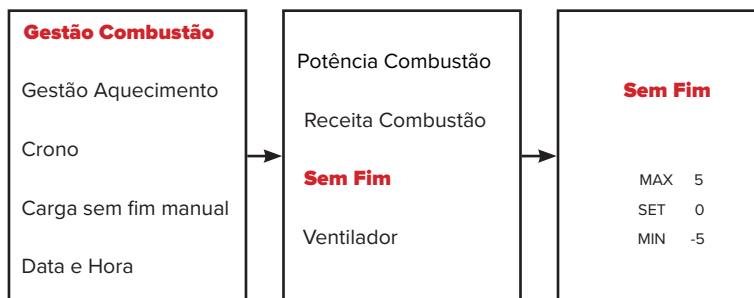 Gestão Combustão
Gestão Aquecimento
Crono
Carga sem fim manual
Data e Hora
Potência Combustão
Receita Combustão
Sem Fim
Ventilador
Sem Fim
MAX 5
SET 0
MIN -5